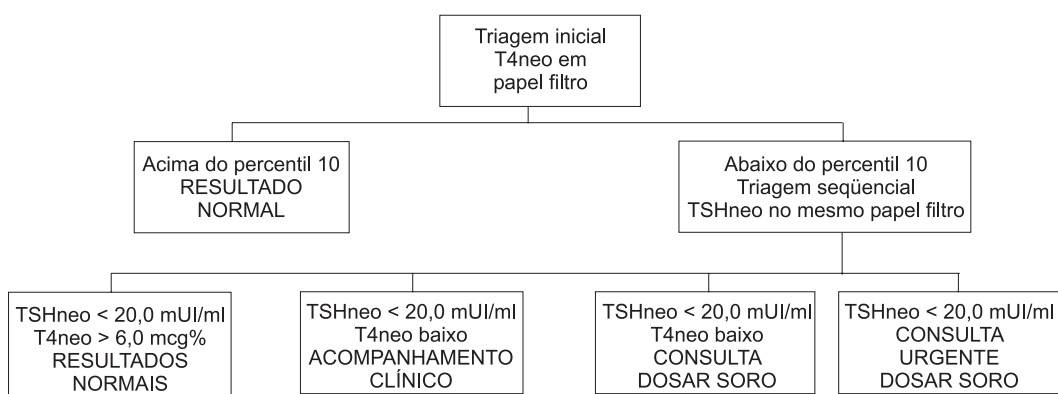 Triagem inicial
T4neo em
papel filtro
Acima do percentil 10
RESULTADO
NORMAL
Abaixo do percentil 10
Triagem seqüencial
TSHneo no mesmo papel filtro
TSHneo < 20,0 mUI/ml
T4neo > 6,0 mcg%
RESULTADOS
NORMAIS
TSHneo < 20,0 mUI/ml
T4neo baixo
ACOMPANHAMENTO
CLÍNICO
TSHneo < 20,0 mUI/ml
T4neo baixo
CONSULTA
DOSAR SORO
TSHneo < 20,0 mUI/ml
CONSULTA
URGENTE
DOSAR SORO